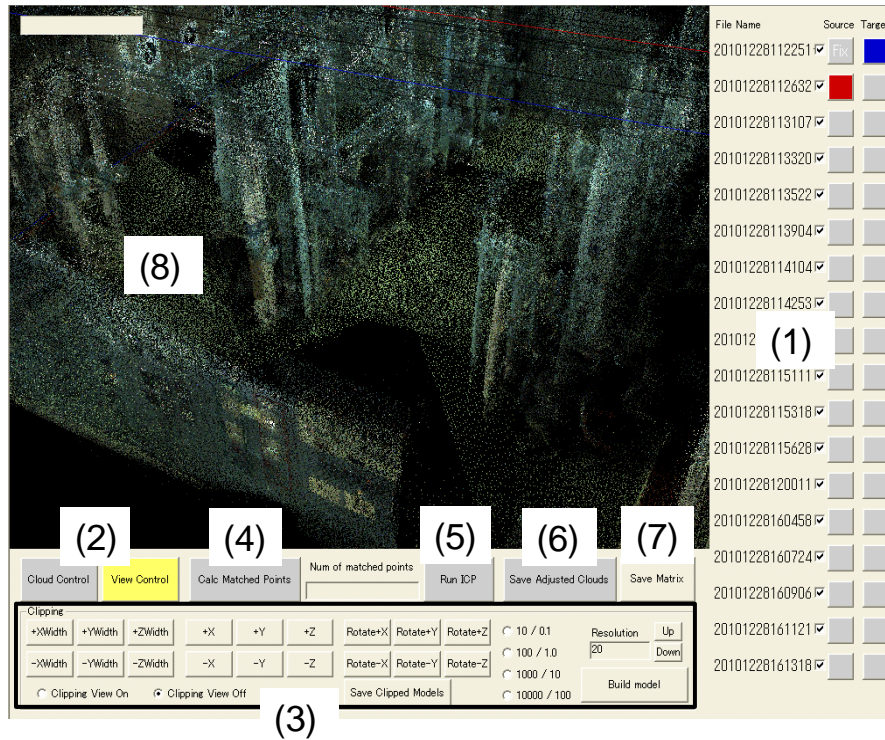 File Name Source Targe
20101228112251 Fix
20101228112632
20101228113107
20101228113320
20101228113522
20101228113904
20101228114104
20101228114253
2010122
(1)
20101228115111
20101228115318
20101228115628
20101228120011
20101228160458
20101228160724
20101228160906
20101228161121
20101228161318
(8)
(2) (4) (5) (6) (7)
Cloud Control View Control Calc Matched Points Num of matched points Run ICP Save Adjusted Clouds Save Matrix
Clipping
+XWidth +YWidth +ZWidth +X +Y +Z Rotate+X Rotate+Y Rotate+Z 10 / 0.1 Resolution Up
100 / 1.0 20 Down
-XWidth -YWidth -ZWidth -X -Y -Z Rotate-X Rotate-Y Rotate-Z 1000 / 10
Clipping View On Clipping View Off Save Clipped Models 10000 / 100 Build model
(3)